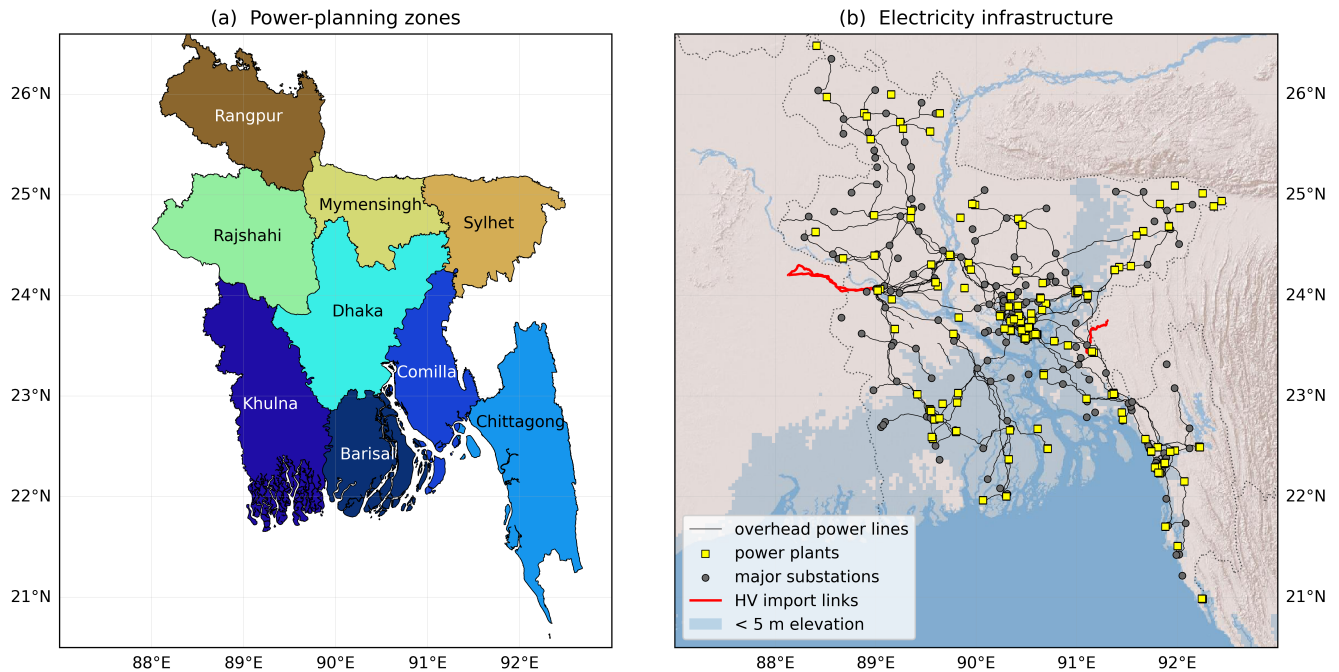 (a)  Power-planning zones
26°N
25°N
24°N
23°N
22°N
21°N
Rangpur
Mymensingh
Sylhet
Rajshahi
Dhaka
Comilla
Khulna
Chittagong
Barisal
88°E
89°E
90°E
91°E
92°E
(b)  Electricity infrastructure
overhead power lines
power plants
major substations
HV import links
< 5 m elevation
26°N
25°N
24°N
23°N
22°N
21°N
88°E
89°E
90°E
91°E
92°E